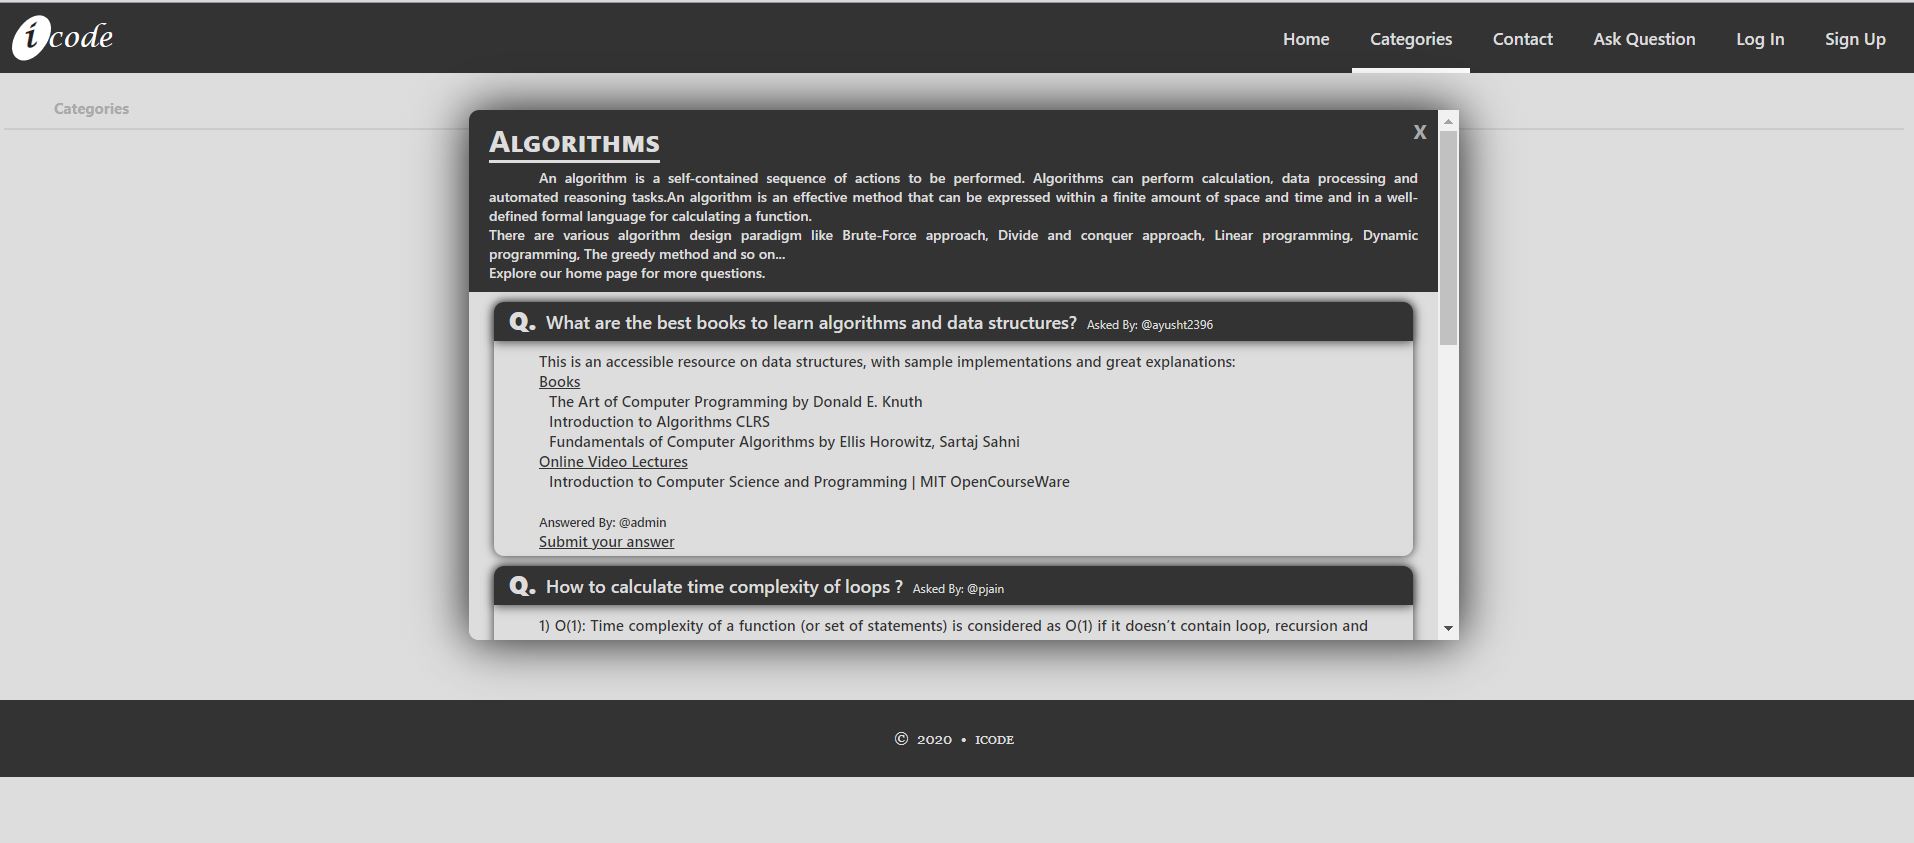 icode
Home Categories Contact Ask Question Log In Sign Up
Categories
ALGORITHMS
X
An algorithm is a self-contained sequence of actions to be performed. Algorithms can perform calculation, data processing and
automated reasoning tasks.An algorithm is an effective method that can be expressed within a finite amount of space and time and in a well-
defined formal language for calculating a function.
There are various algorithm design paradigm like Brute-Force approach, Divide and conquer approach, Linear programming, Dynamic
programming, The greedy method and so on...
Explore our home page for more questions.
Q. What are the best books to learn algorithms and data structures? Asked By: @ayusht2396
This is an accessible resource on data structures, with sample implementations and great explanations:
Books
The Art of Computer Programming by Donald E. Knuth
Introduction to Algorithms CLRS
Fundamentals of Computer Algorithms by Ellis Horowitz, Sartaj Sahni
Online Video Lectures
Introduction to Computer Science and Programming | MIT OpenCourseWare
Answered By: @admin
Submit your answer
Q. How to calculate time complexity of loops ? Asked By: @pjain
1) O(1): Time complexity of a function (or set of statements) is considered as O(1) if it doesn’t contain loop, recursion and
© 2020 • ICODE